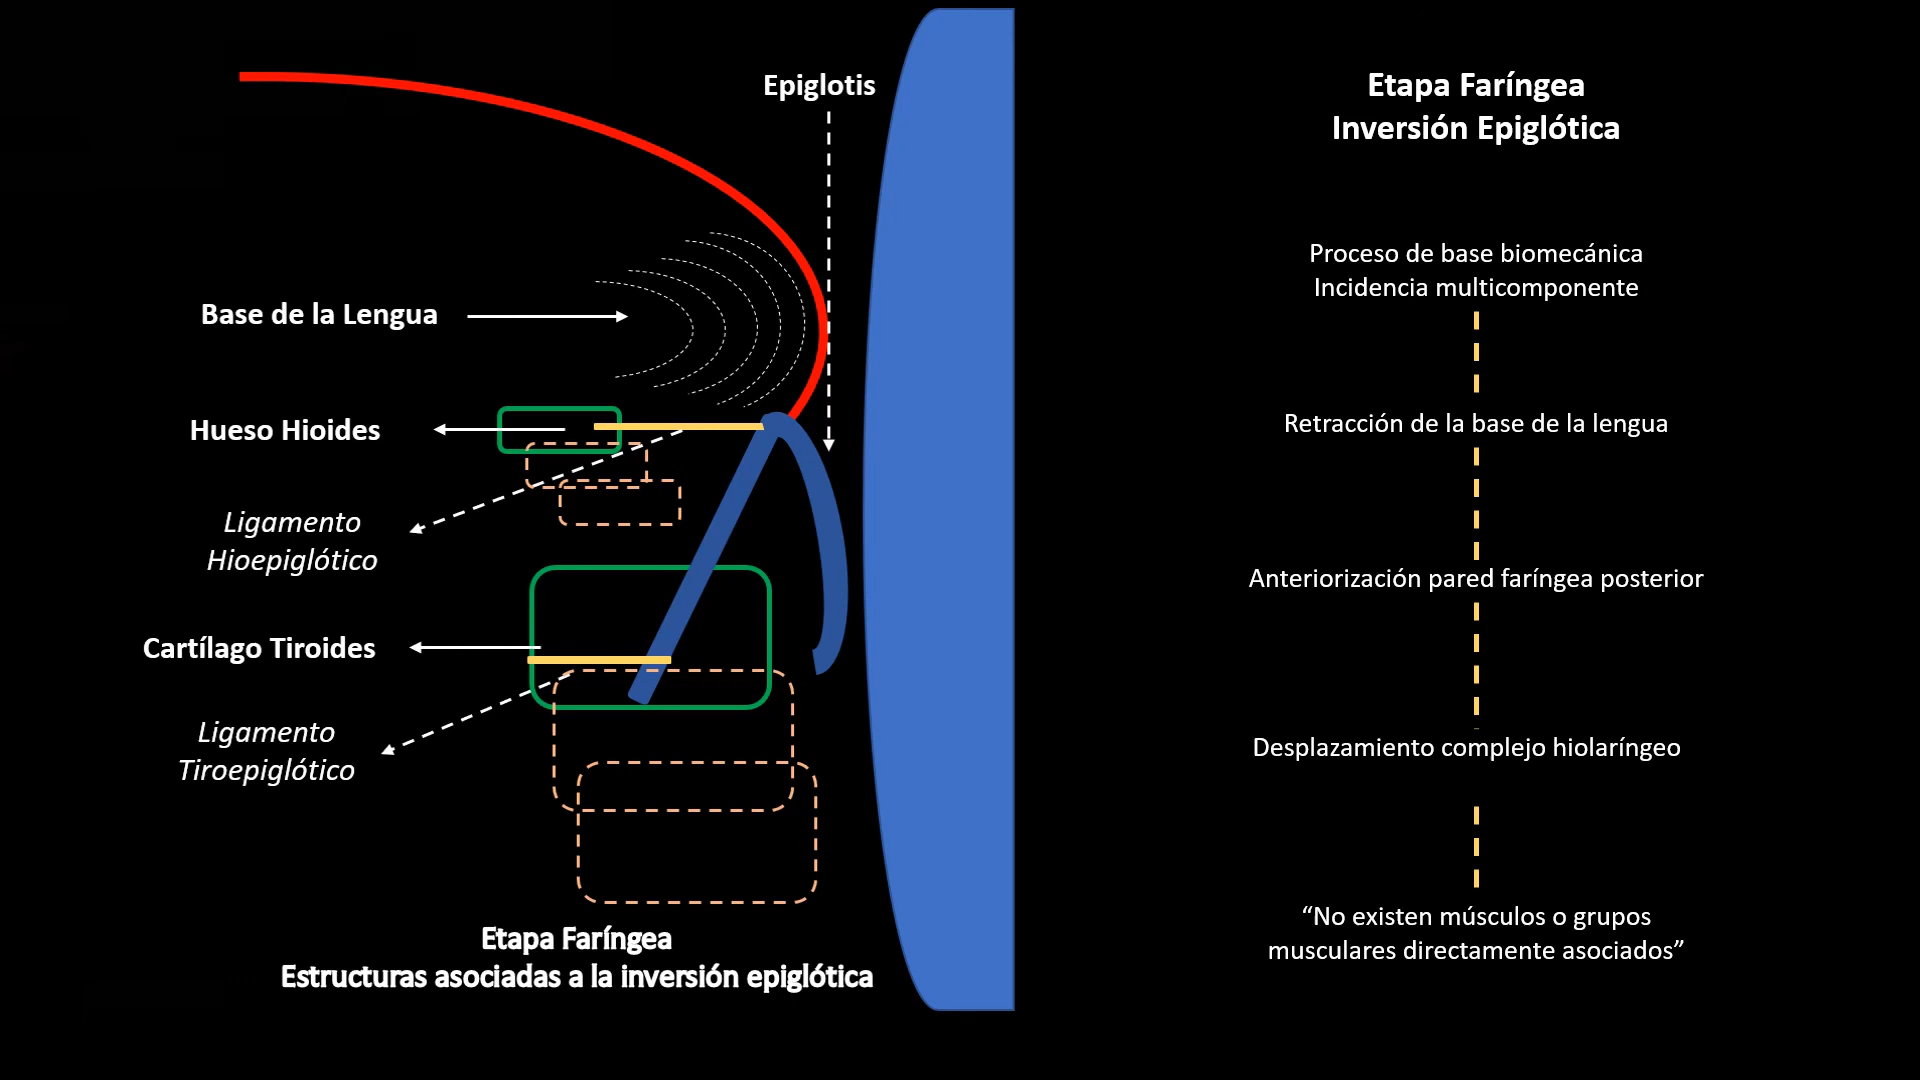 Epiglotis
Base de la Lengua
Hueso Hioides
Ligamento
Hioepiglótico
Cartílago Tiroides
Ligamento
Tiroepiglótico
Etapa Faríngea
Estructuras asociadas a la inversión epiglótica
Etapa Faríngea
Inversión Epiglótica
Proceso de base biomecánica
Incidencia multicomponente
Retracción de la base de la lengua
Anteriorización pared faríngea posterior
Desplazamiento complejo hiolaríngeo
“No existen músculos o grupos
musculares directamente asociados”